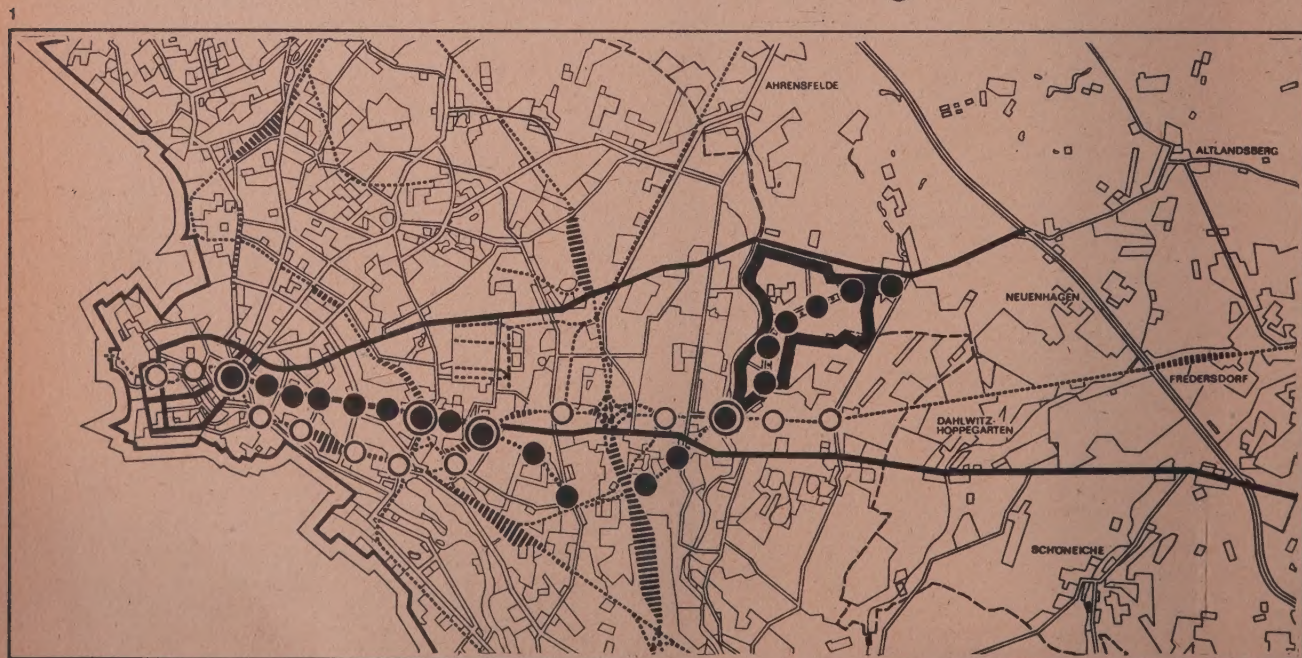 1
AHRENSFELDE
ALTLANDSBERG
NEUENHAGEN
FREDERSDORF
DAHLWITZ-
HOPPEGARTEN
SCHÖNEICHE